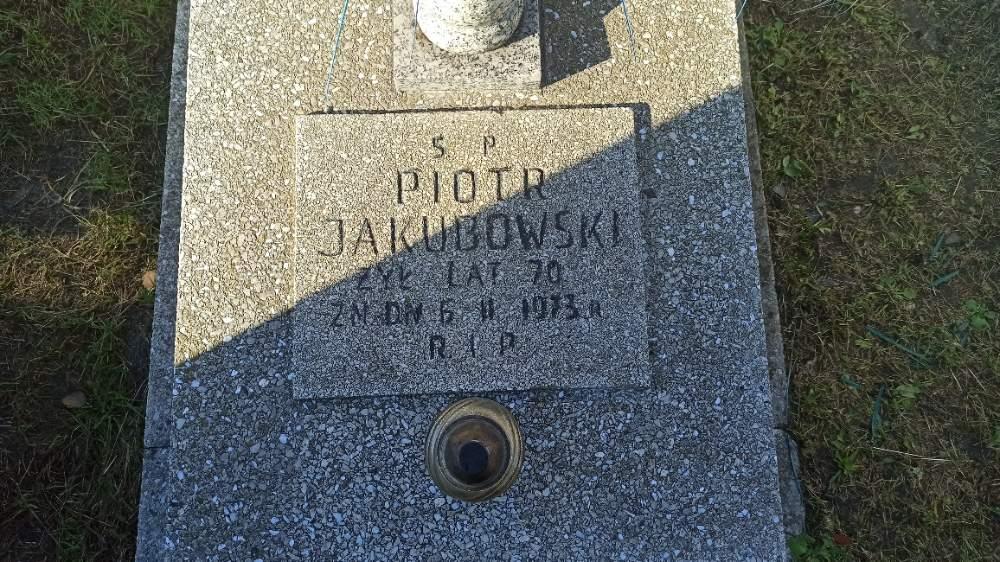 S P
PIOTR
JAKUBOWSKI
ŻYŁ LAT 70
ZM. DN 6 II 1973 R
R I P